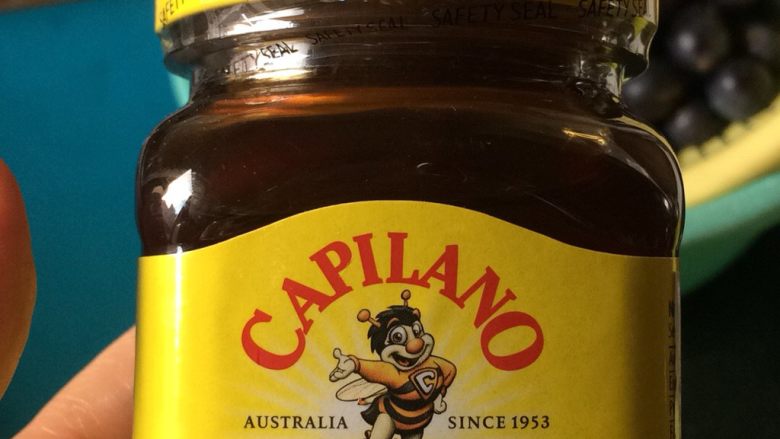 SAFETY SEAL SAFETY SEAL
SAFETY SEAL SAFETY SEAL
CAPILANO
C
AUSTRALIA SINCE 1953